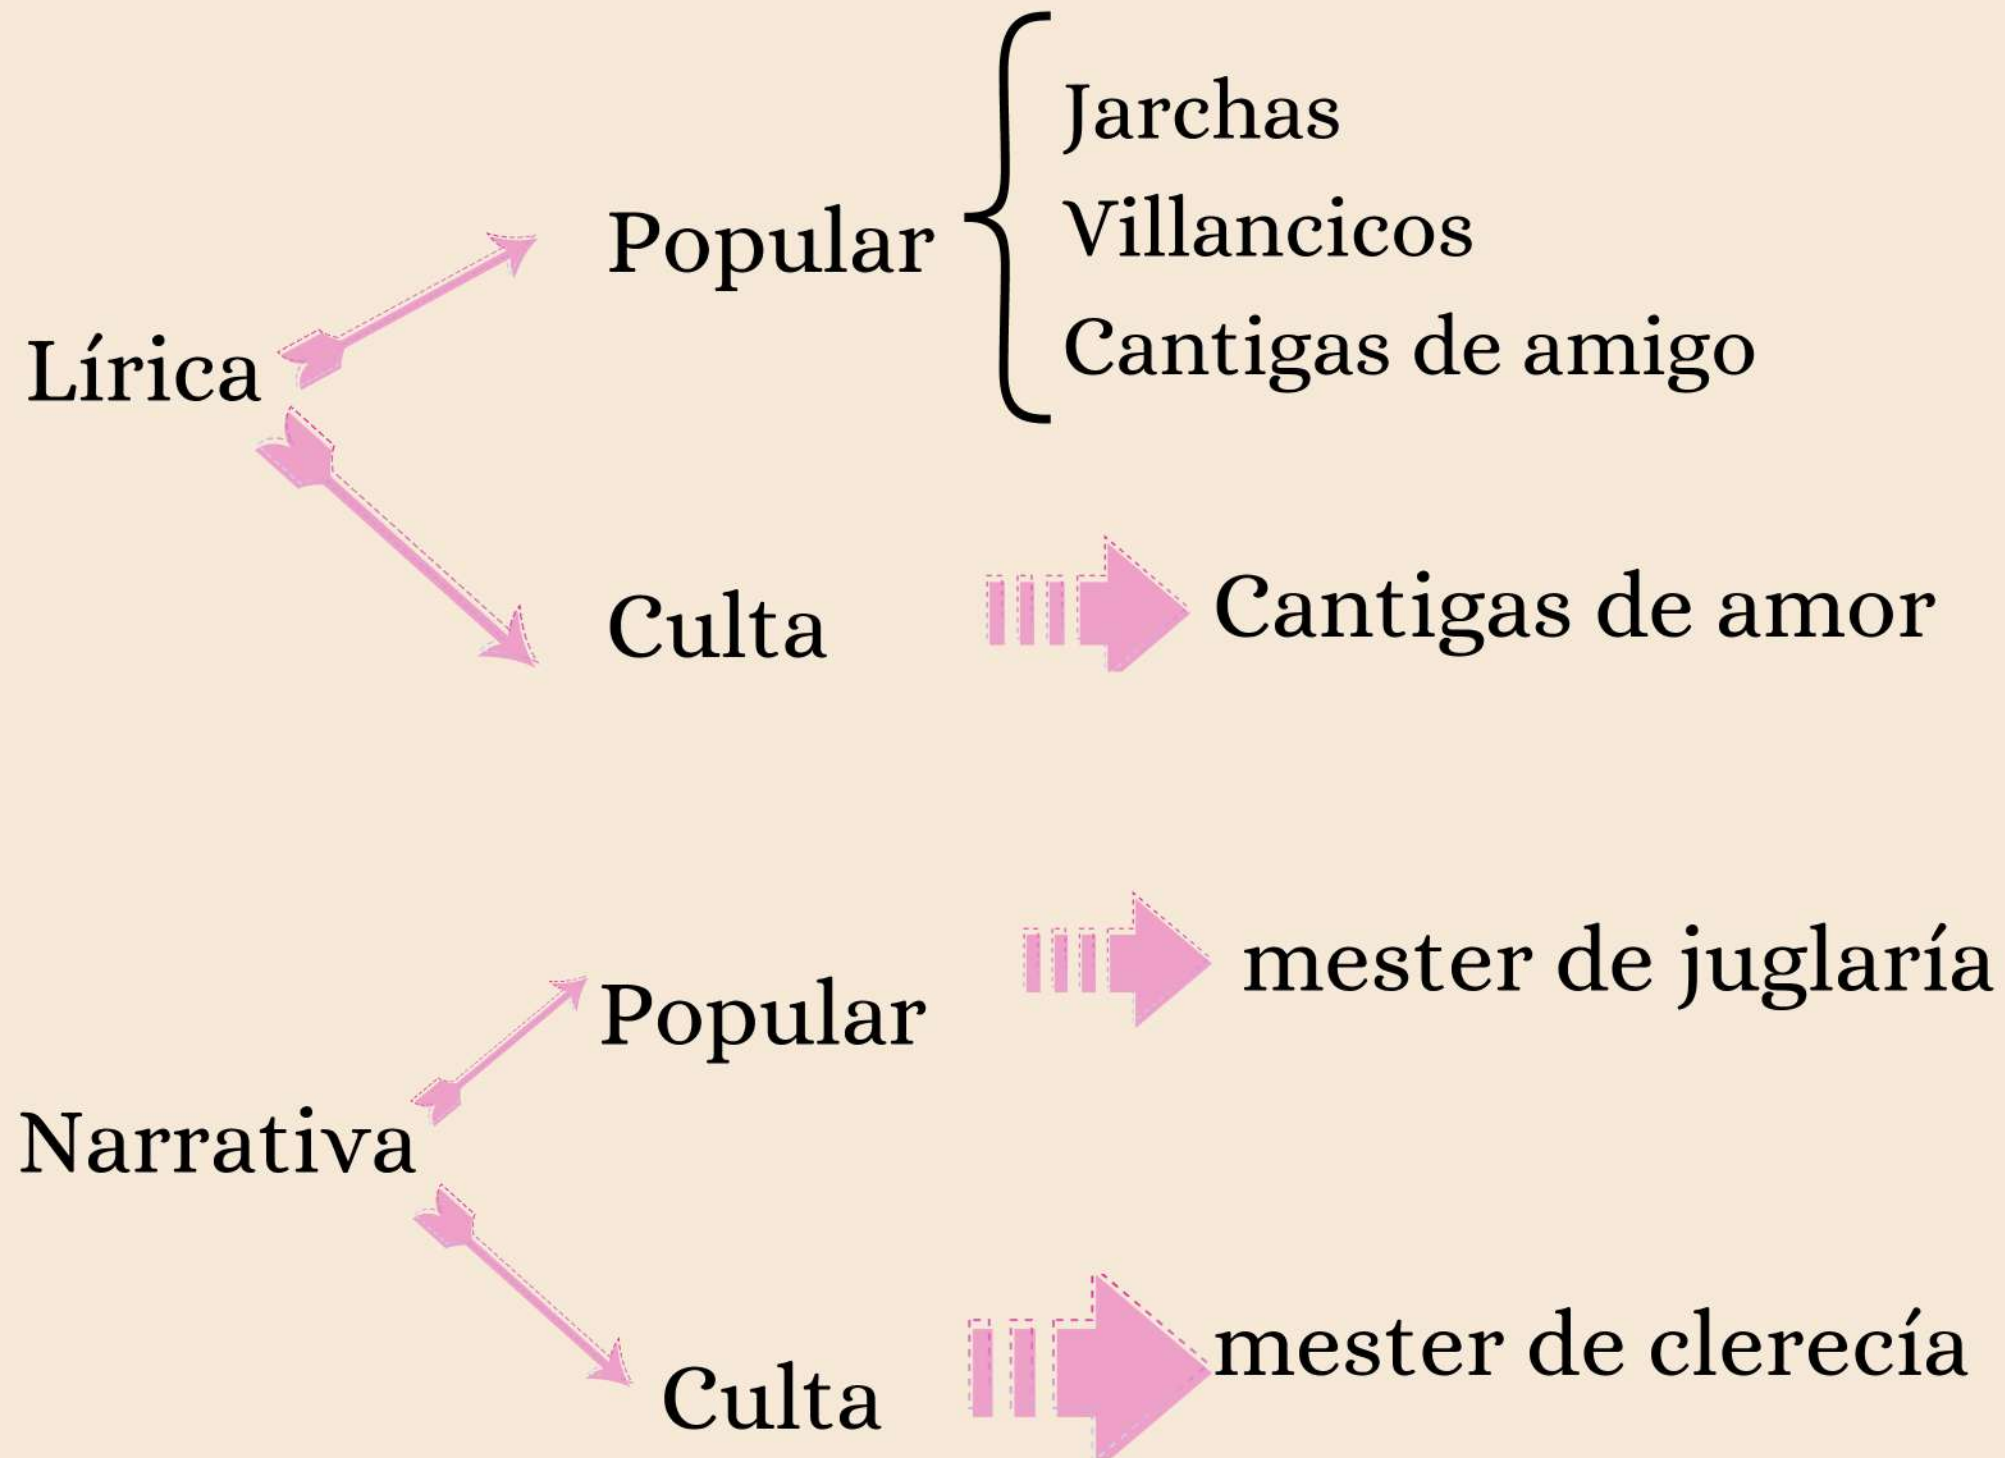 Lírica
Popular
Jarchas
Villancicos
Cantigas de amigo
Culta
Cantigas de amor
Narrativa
Popular
mester de juglaría
Culta
mester de clerecía